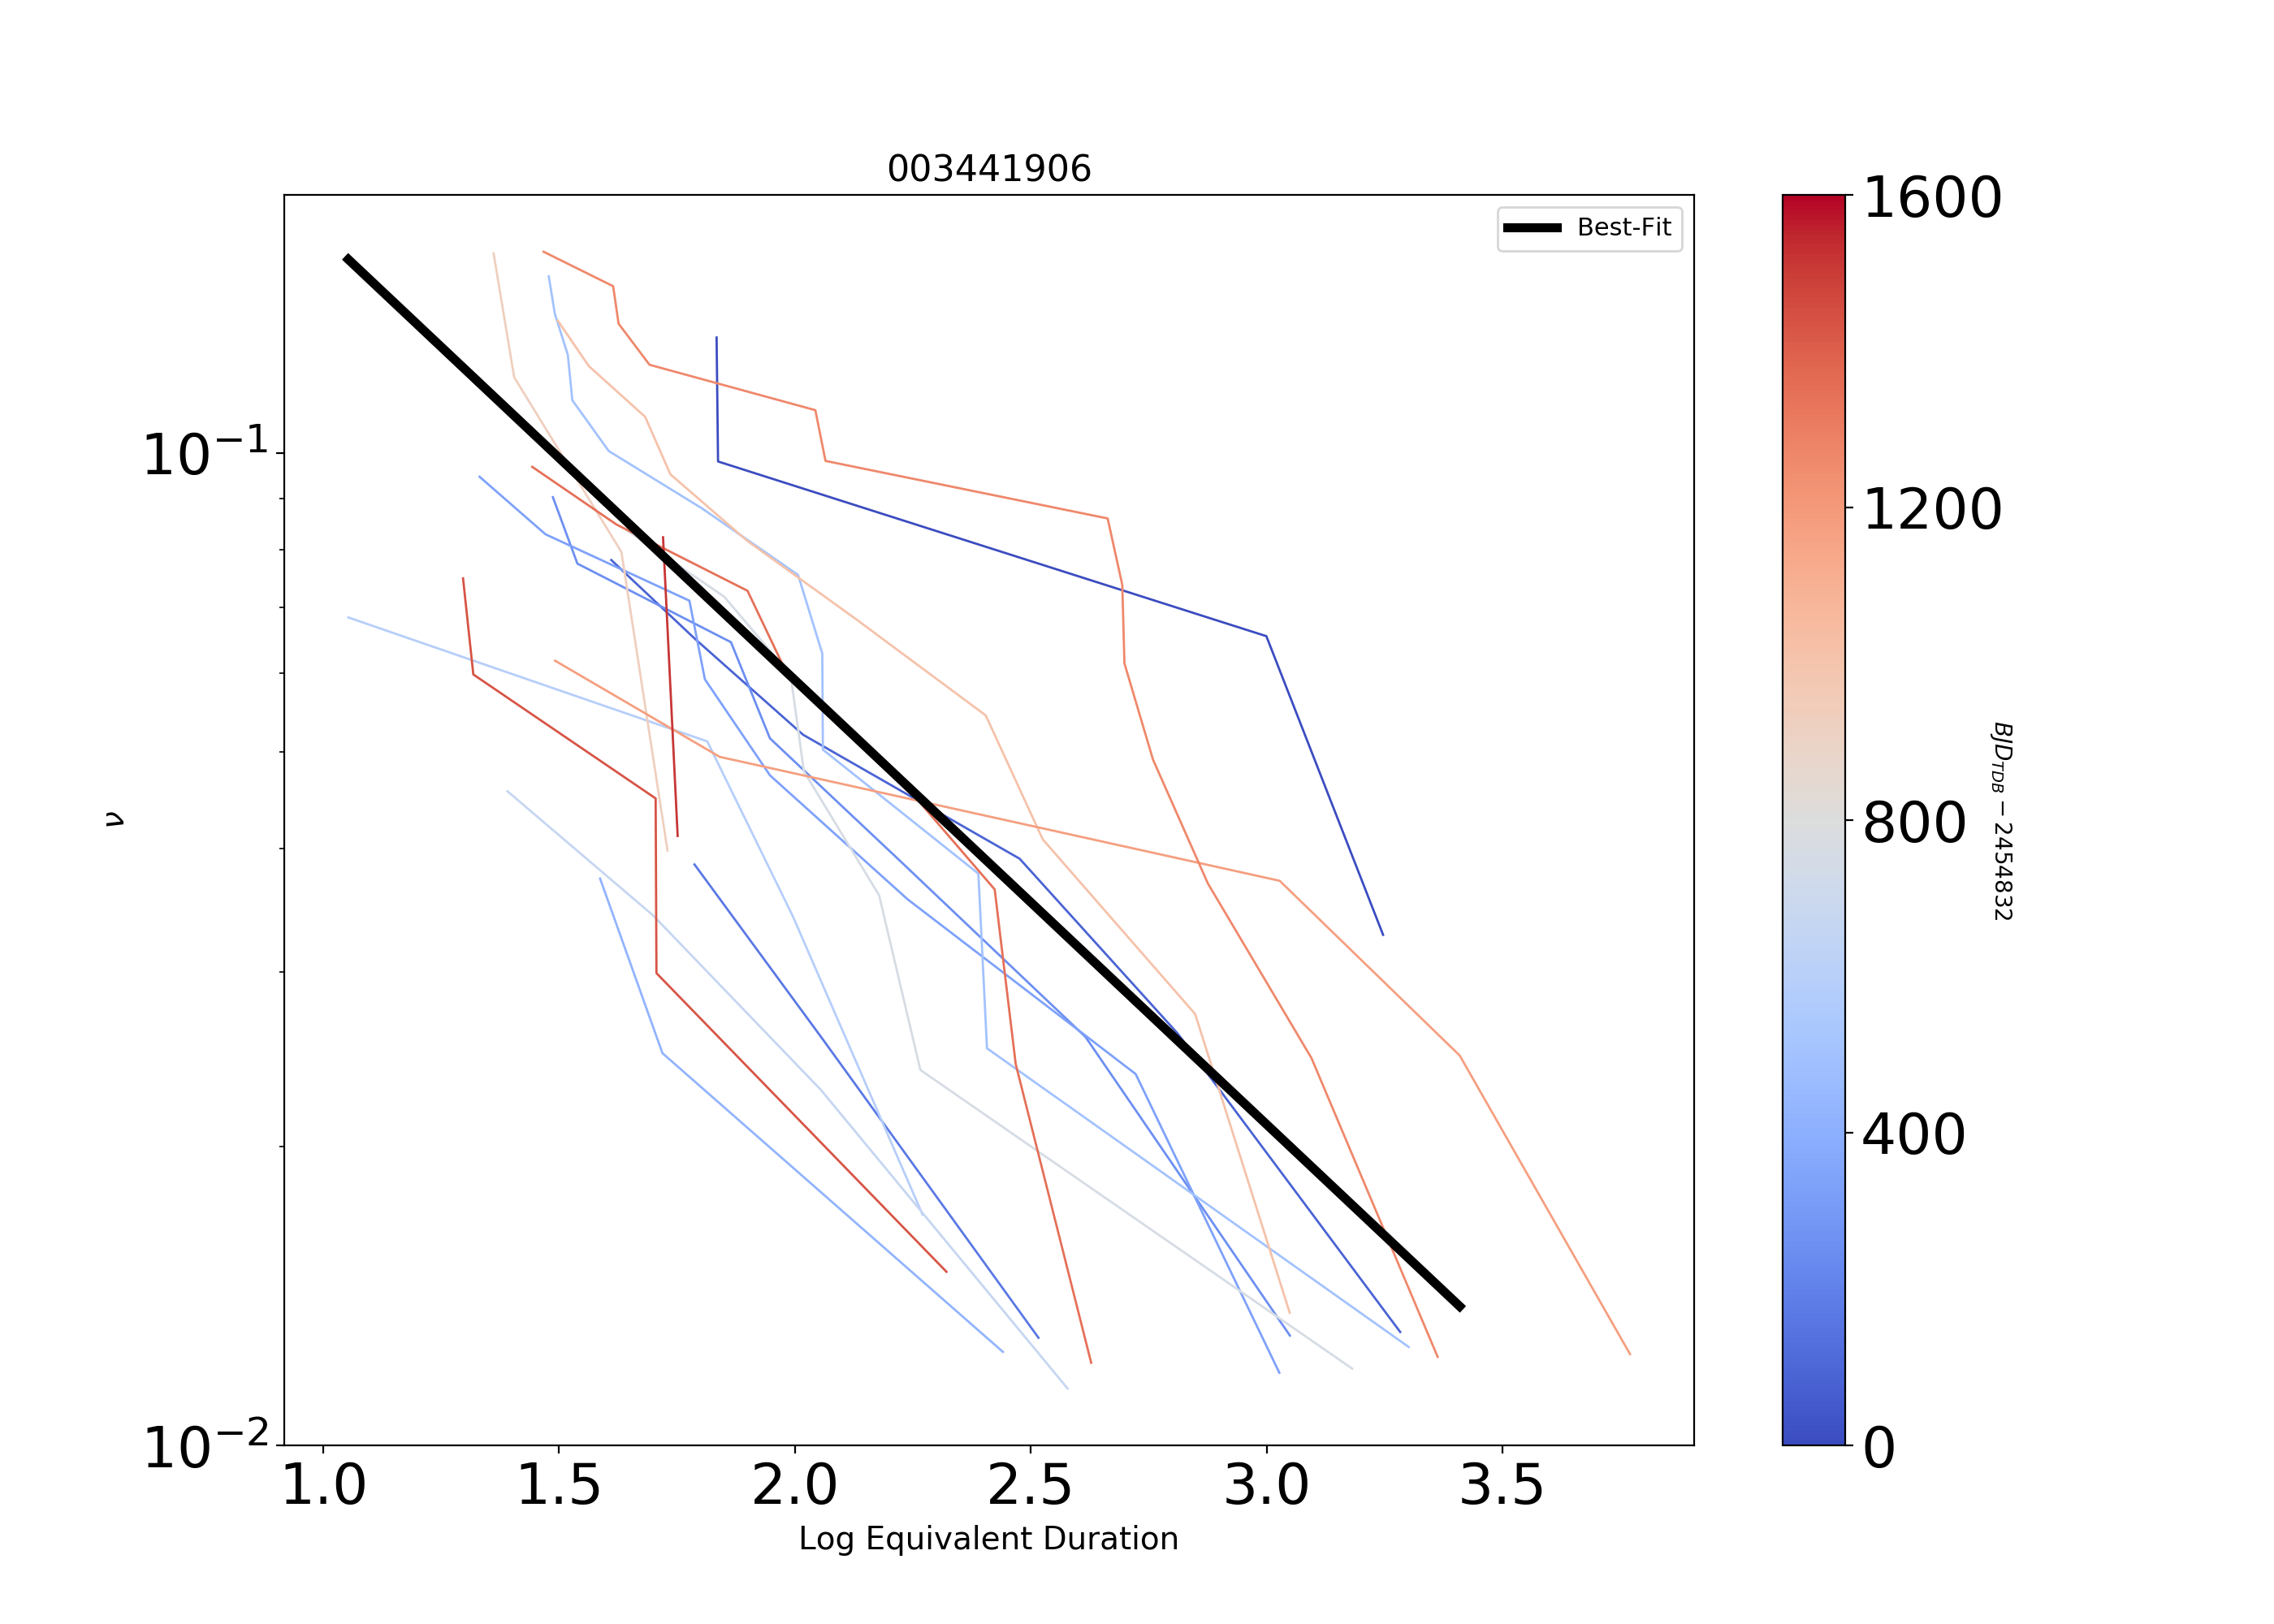 003441906
Best-Fit
10⁻¹
10⁻²
ν
1.0 1.5 2.0 2.5 3.0 3.5
Log Equivalent Duration
1600
1200
800
400
0
BJD_TDB − 2454832